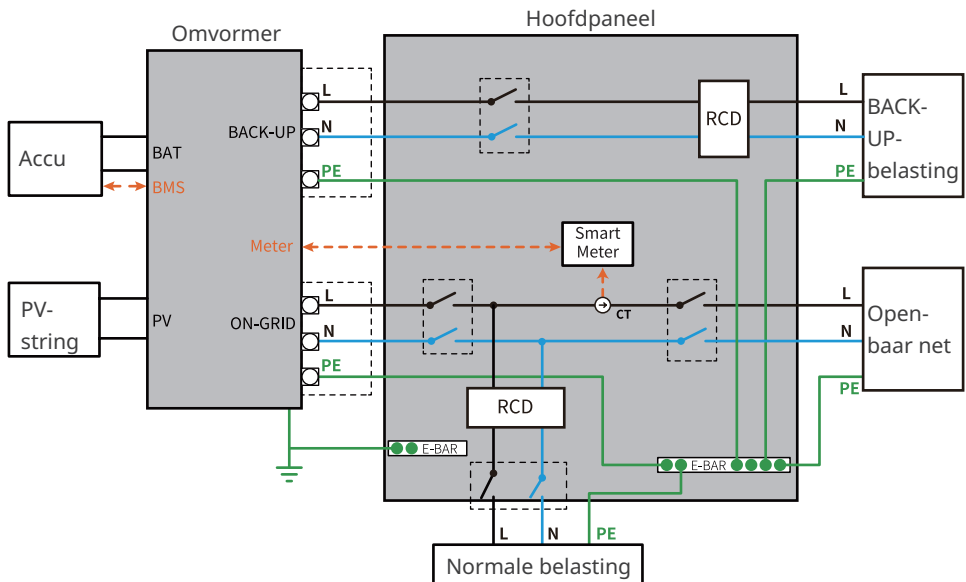 Hoofdpaneel
Omvormer
L
BACK-UP
N
PE
RCD
L
N
PE
BACK-
UP-
belasting
Accu
BAT
BMS
Meter
Smart
Meter
CT
PV-
string
PV
ON-GRID
L
N
PE
L
N
PE
Open-
baar net
RCD
E-BAR
E-BAR
L
N
PE
Normale belasting